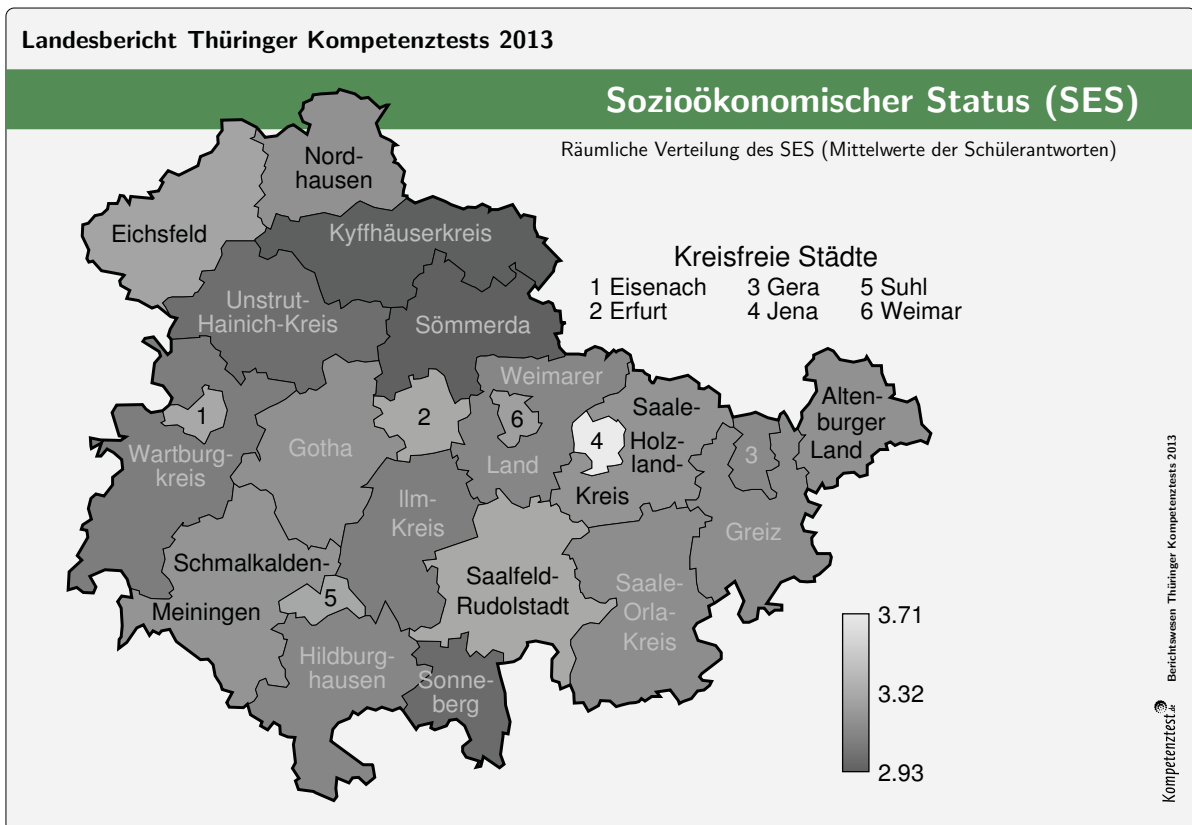 Landesbericht Thüringer Kompetenztests 2013
Sozioökonomischer Status (SES)
Räumliche Verteilung des SES (Mittelwerte der Schülerantworten)
Nord-
hausen
Eichsfeld
Kyffhäuserkreis
Kreisfreie Städte
1 Eisenach 3 Gera 5 Suhl
2 Erfurt 4 Jena 6 Weimar
Unstrut-
Hainich-Kreis
Sömmerda
Weimarer
Land
Alten-
burger
Land
Saale-
Holz-
land-
Kreis
1
2
6
4
3
Gotha
Wartburg-
kreis
Ilm-
Kreis
Greiz
Schmalkalden-
Meiningen
5
Saalfeld-
Rudolstadt
Saale-
Orla-
Kreis
Hildburg-
hausen
Sonne-
berg
3.71
3.32
2.93
Kompetenztest.de Berichtswesen Thüringer Kompetenztests 2013